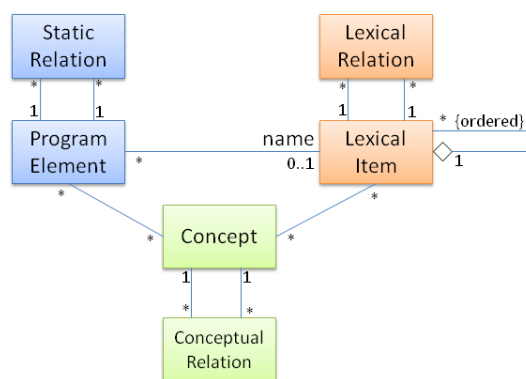 Static
Relation
Lexical
Relation
* *
* *
1 1
1 1
Program
Element
name
0..1
*
Lexical
Item
* {ordered}
1
*
*
*
*
Concept
1 1
* *
Conceptual
Relation